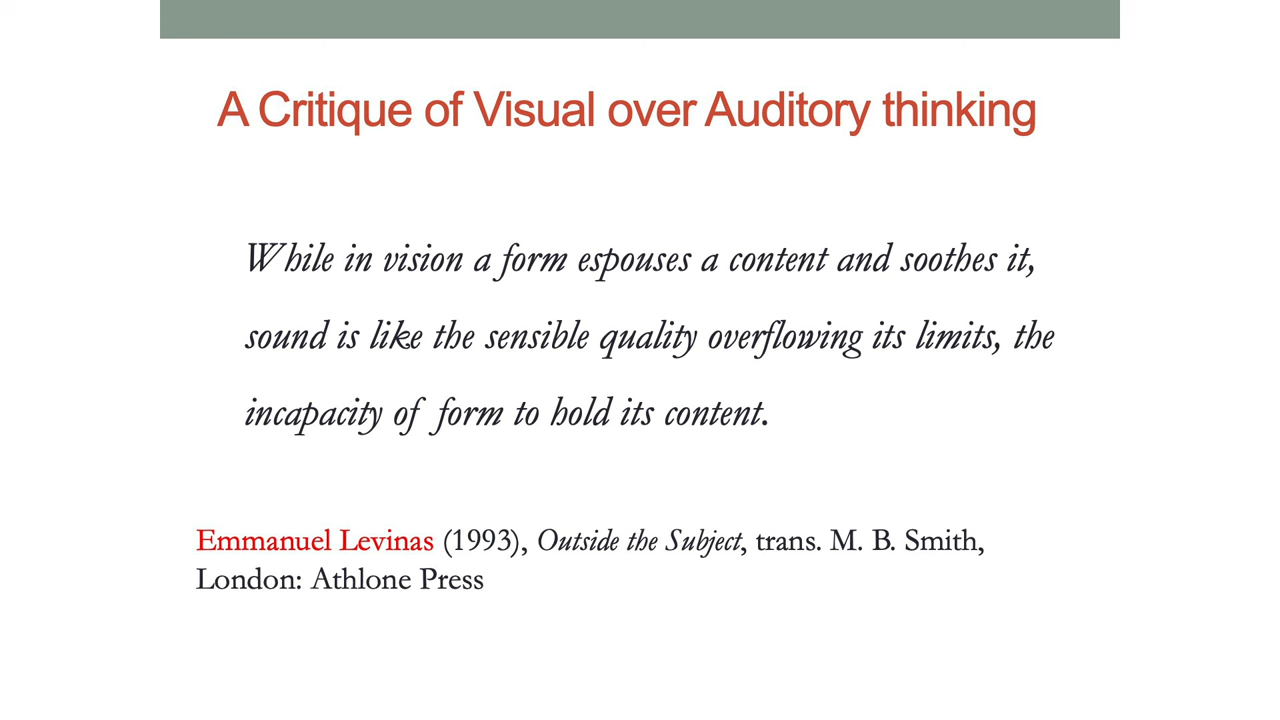 A Critique of Visual over Auditory thinking
While in vision a form espouses a content and soothes it,
sound is like the sensible quality overflowing its limits, the
incapacity of form to hold its content.
Emmanuel Levinas (1993), Outside the Subject, trans. M. B. Smith,
London: Athlone Press